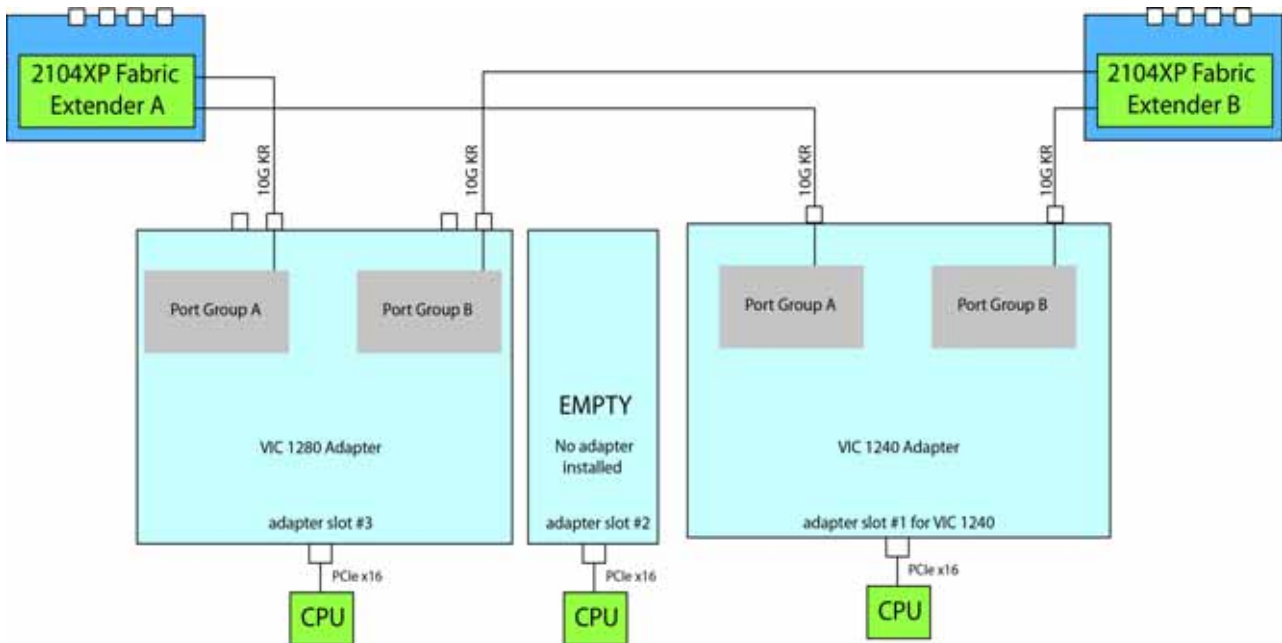 2104XP Fabric
Extender A
2104XP Fabric
Extender B
10G KR
10G KR
10G KR
10G KR
Port Group A
Port Group B
Port Group A
Port Group B
EMPTY
No adapter
installed
VIC 1280 Adapter
VIC 1240 Adapter
adapter slot #3
adapter slot #2
adapter slot #1 for VIC 1240
PCIe x16
PCIe x16
PCIe x16
CPU
CPU
CPU